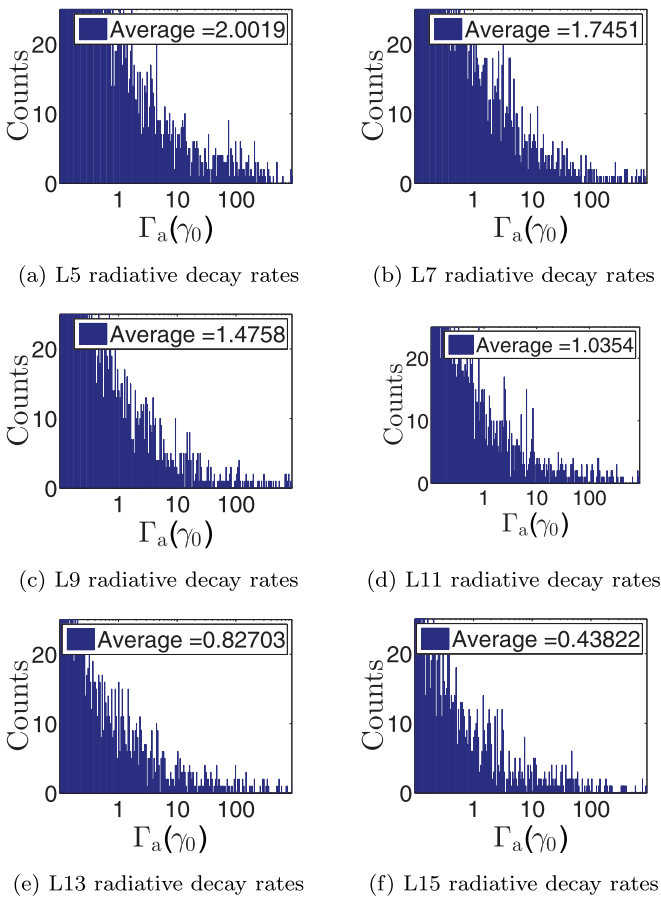 Average =2.0019
Counts
20
10
0
1 10 100
Γa(γ0)
(a) L5 radiative decay rates
Average =1.7451
Counts
20
10
0
1 10 100
Γa(γ0)
(b) L7 radiative decay rates
Average =1.4758
Counts
20
10
0
1 10 100
Γa(γ0)
(c) L9 radiative decay rates
Average =1.0354
Counts
20
10
0
1 10 100
Γa(γ0)
(d) L11 radiative decay rates
Average =0.82703
Counts
20
10
0
1 10 100
Γa(γ0)
(e) L13 radiative decay rates
Average =0.43822
Counts
20
10
0
1 10 100
Γa(γ0)
(f) L15 radiative decay rates